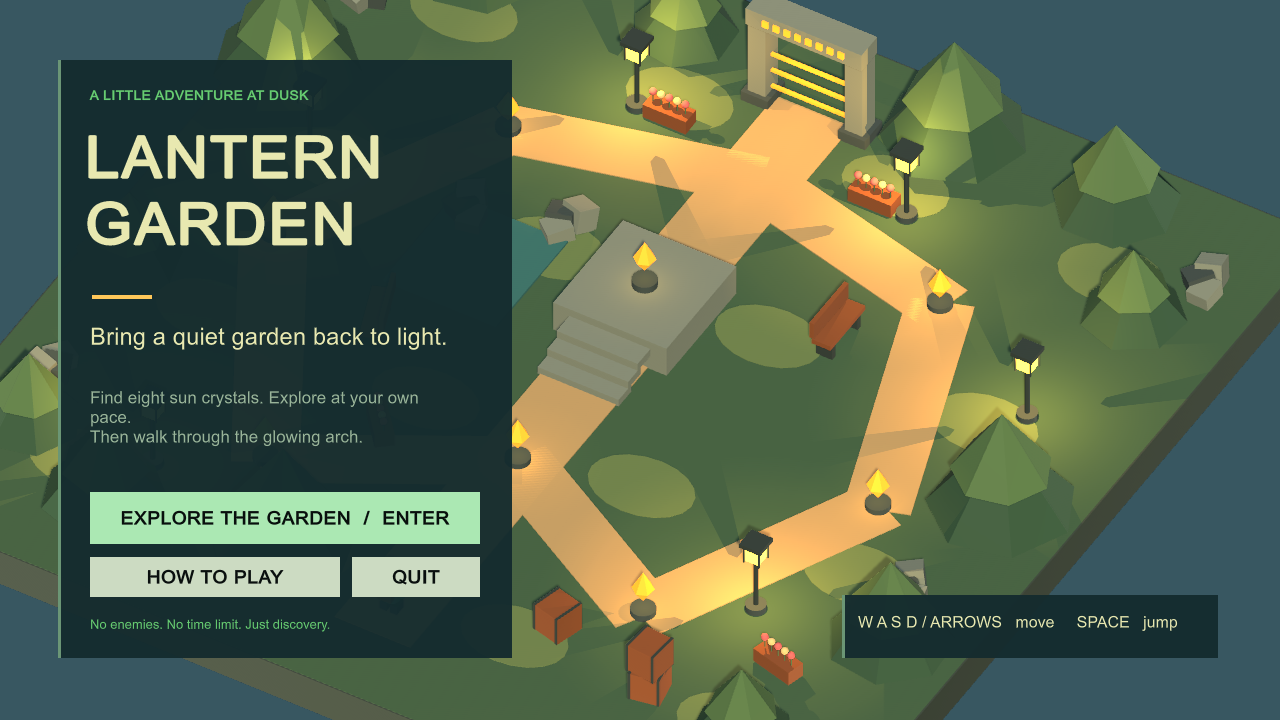 A LITTLE ADVENTURE AT DUSK
LANTERN
GARDEN
Bring a quiet garden back to light.
Find eight sun crystals. Explore at your own
pace.
Then walk through the glowing arch.
EXPLORE THE GARDEN / ENTER
HOW TO PLAY
QUIT
No enemies. No time limit. Just discovery.
W A S D / ARROWS move SPACE jump